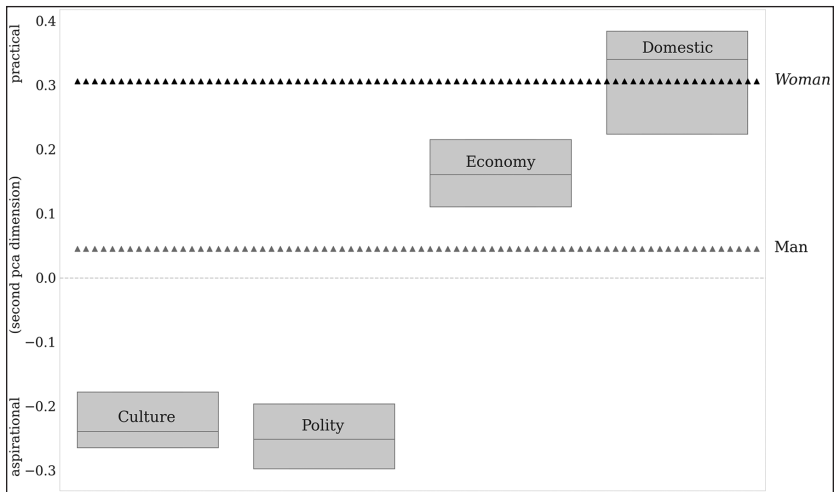 practical
(second pca dimension)
aspirational
0.4
0.3
0.2
0.1
0.0
−0.1
−0.2
−0.3
Domestic
Woman
Economy
Man
Culture
Polity